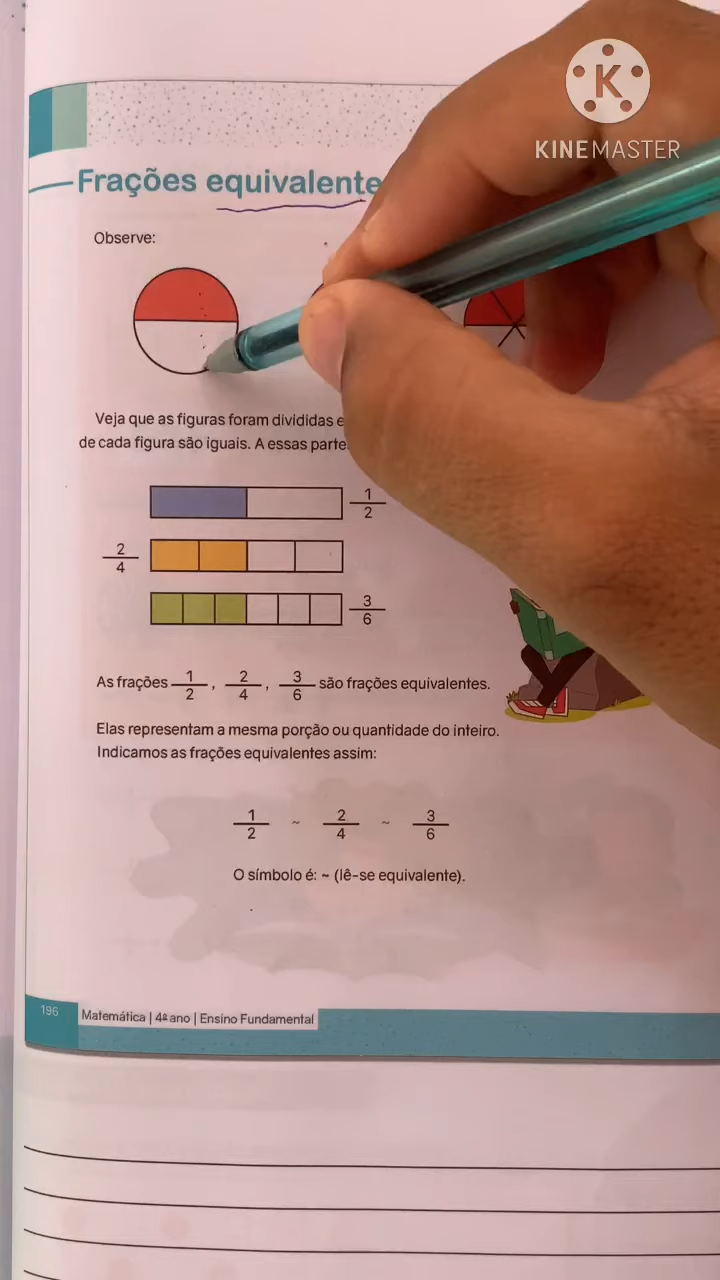 K
KINEMASTER
Frações equivalente
Observe:
Veja que as figuras foram divididas e
de cada figura são iguais. A essas parte
1/2
2/4
3/6
As frações 1/2, 2/4, 3/6 são frações equivalentes.
Elas representam a mesma porção ou quantidade do inteiro.
Indicamos as frações equivalentes assim:
1/2 ~ 2/4 ~ 3/6
O símbolo é: ~ (lê-se equivalente).
196
Matemática | 4º ano | Ensino Fundamental